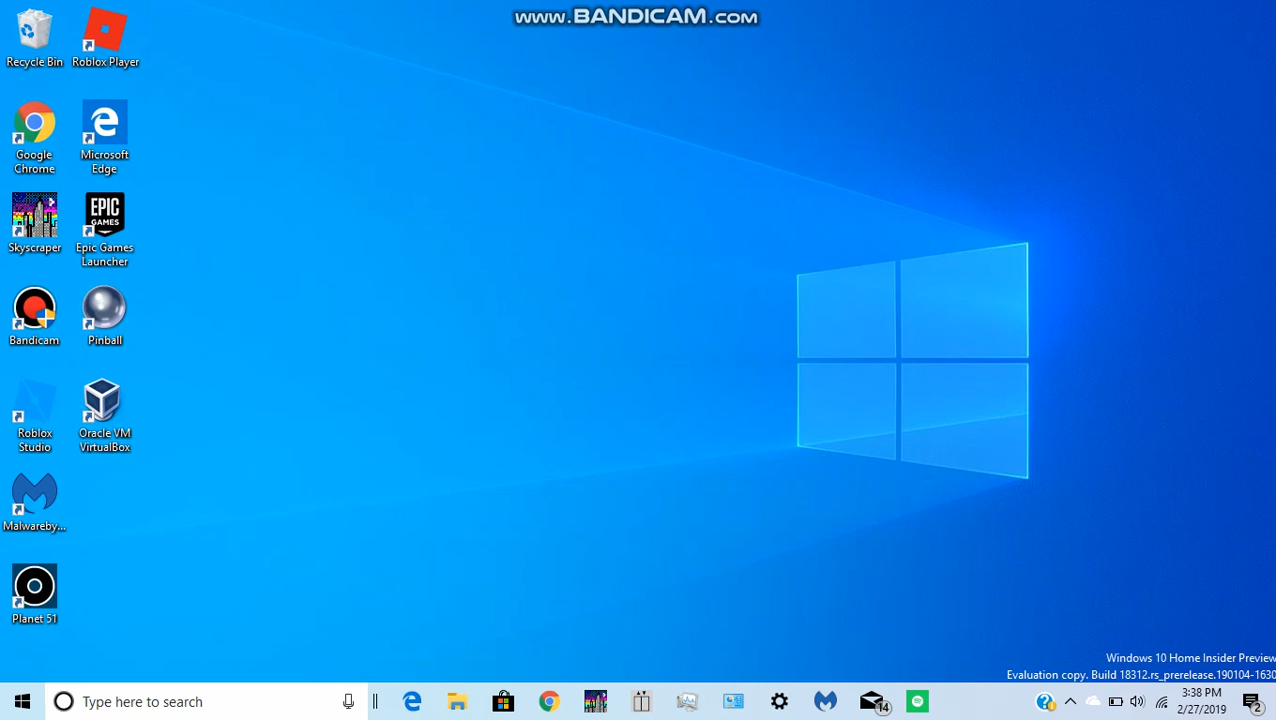 www.BANDICAM.com
Recycle Bin
Roblox Player
Google
Chrome
Microsoft
Edge
Skyscraper
EPIC
GAMES
Epic Games
Launcher
Bandicam
Pinball
Roblox
Studio
Oracle VM
VirtualBox
Malwareby...
Planet 51
Windows 10 Home Insider Preview
Evaluation copy. Build 18312.rs_prerelease.190104-1630
Type here to search
14
3:38 PM
2/27/2019
2